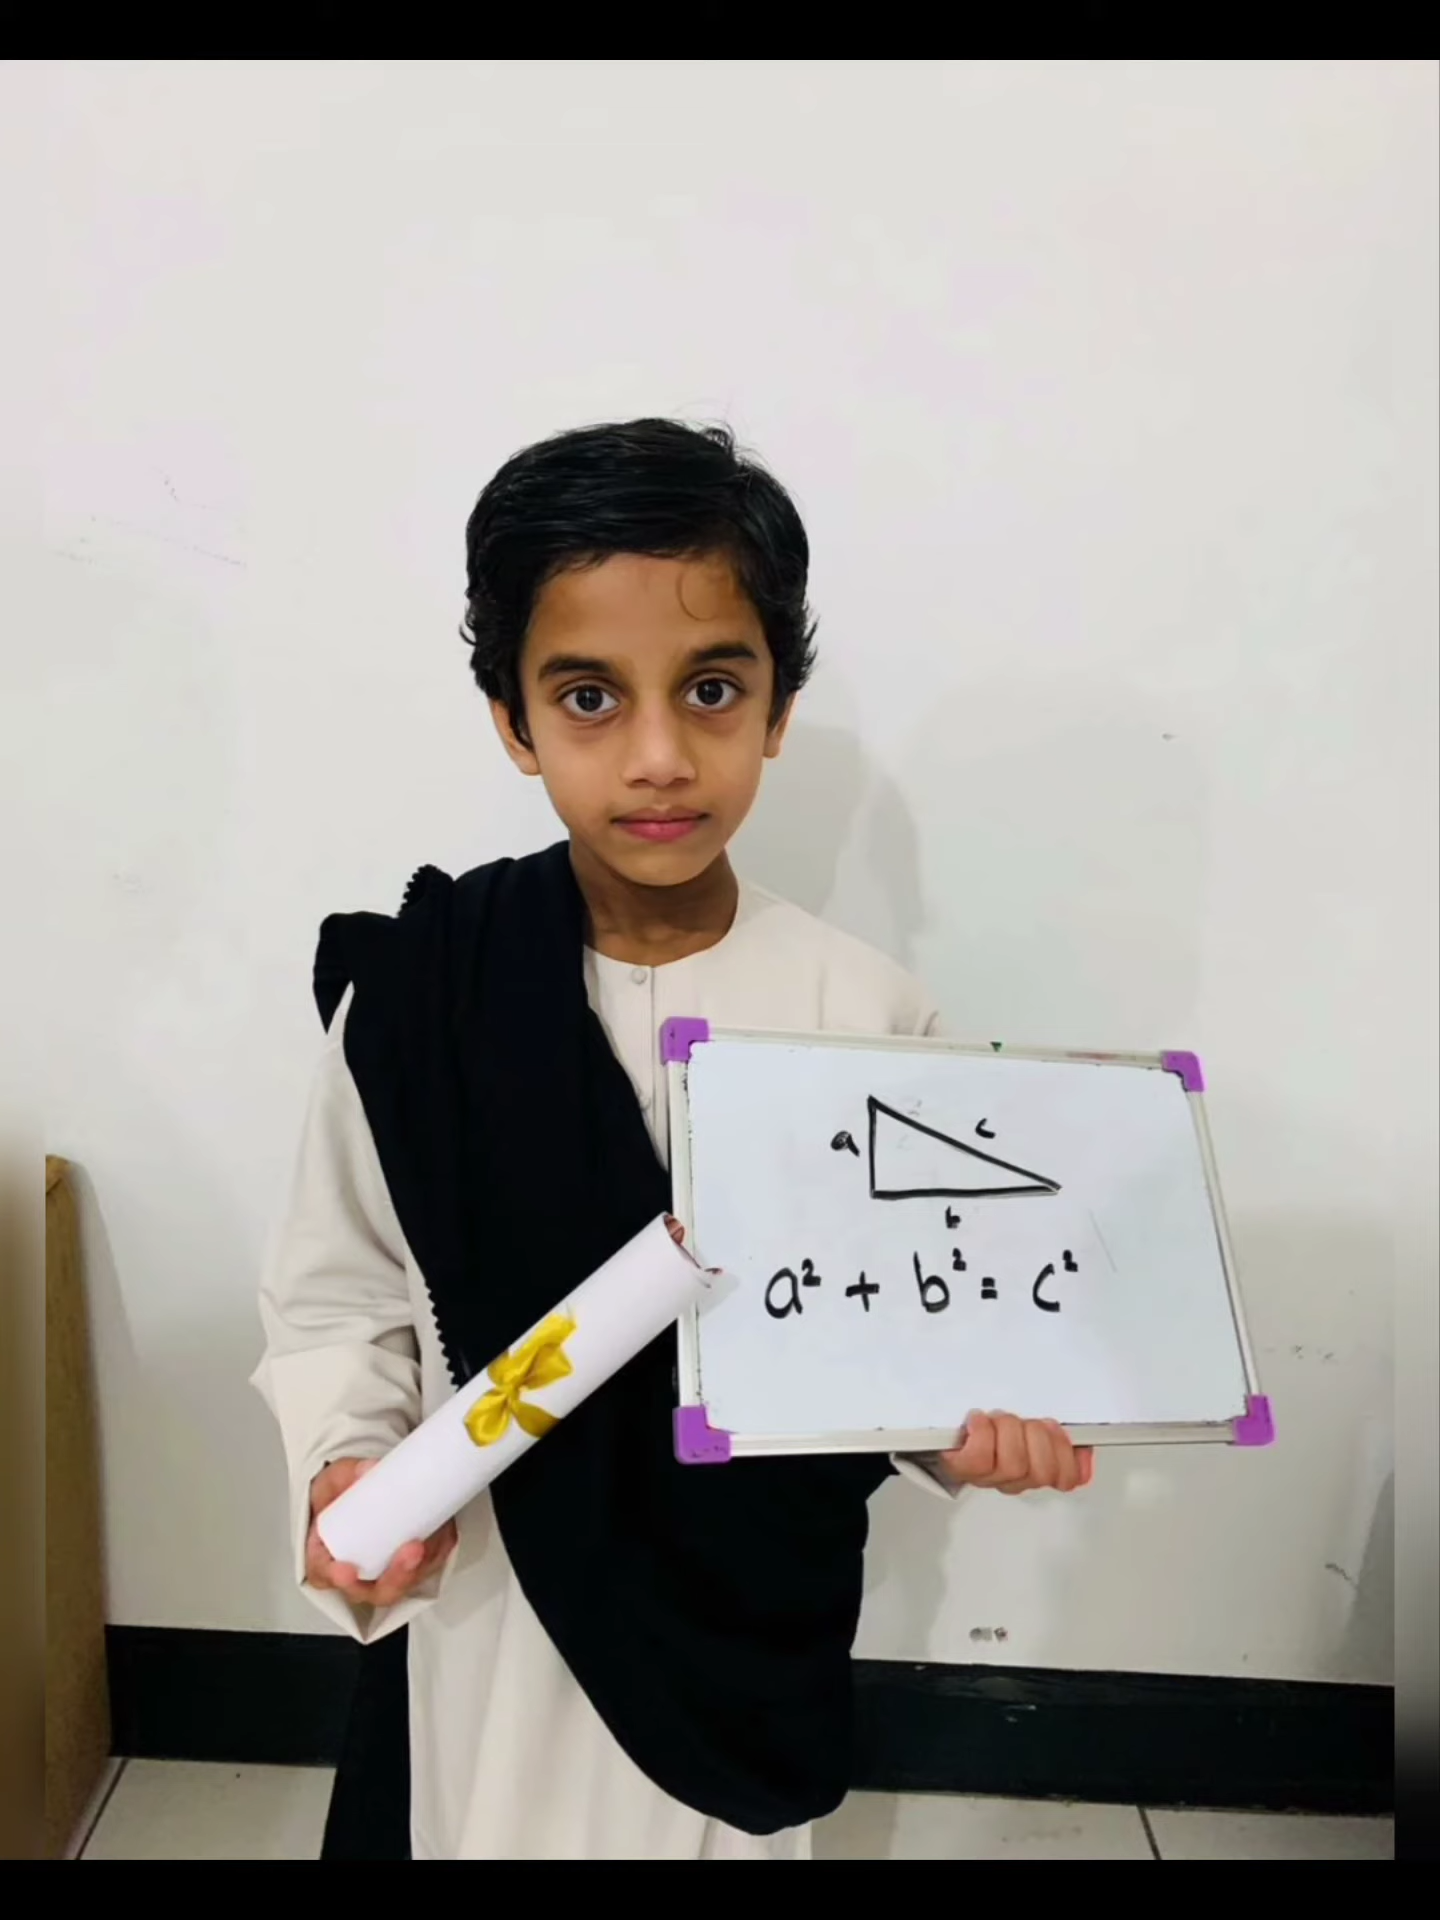 a
c
b
a² + b² = c²